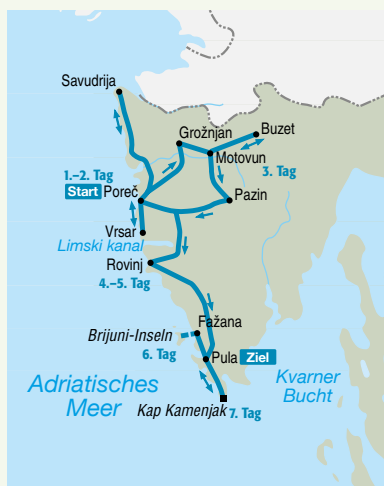 Savudrija
Grožnjan
Buzet
Motovun
1.–2. Tag
3. Tag
Start Poreč
Pazin
Vrsar
Limski kanal
Rovinj
4.–5. Tag
Fažana
Brijuni-Inseln
6. Tag
Pula Ziel
Adriatisches
Meer
Kvarner
Bucht
Kap Kamenjak 7. Tag